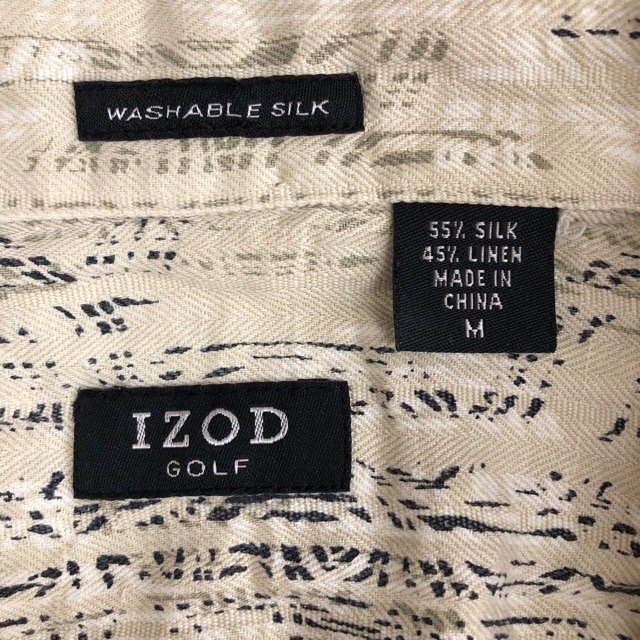 WASHABLE SILK
55% SILK
45% LINEN
MADE IN
CHINA
M
IZOD
GOLF